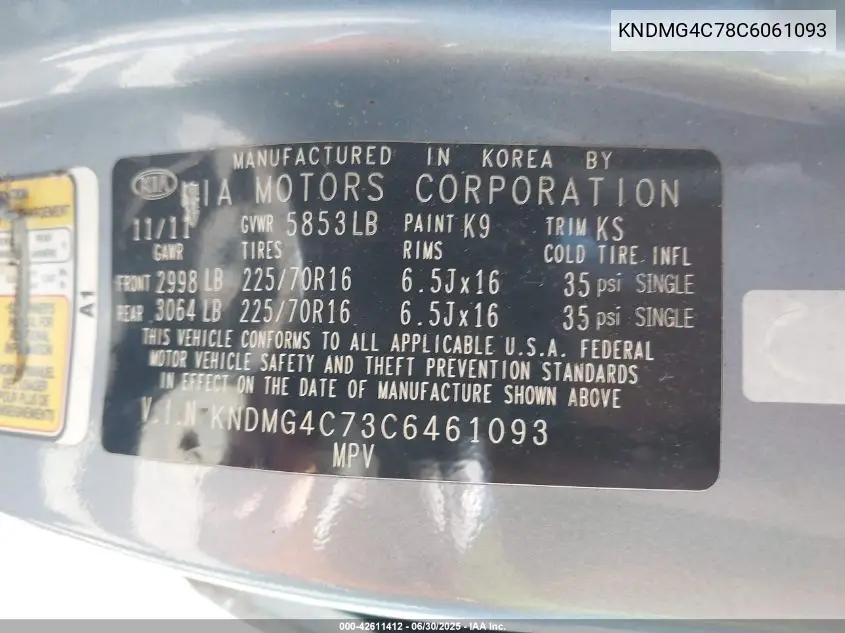 KNDMG4C78C6061093
MANUFACTURED IN KOREA BY
KIA
KIA MOTORS CORPORATION
11/11 GVWR 5853LB PAINT K9 TRIM KS
GAWR TIRES RIMS COLD TIRE INFL
FRONT 2998 LB 225/70R16 6.5Jx16 35 psi SINGLE
REAR 3064 LB 225/70R16 6.5Jx16 35 psi SINGLE
THIS VEHICLE CONFORMS TO ALL APPLICABLE U.S.A. FEDERAL
MOTOR VEHICLE SAFETY AND THEFT PREVENTION STANDARDS
IN EFFECT ON THE DATE OF MANUFACTURE SHOWN ABOVE
V.I.N KNDMG4C73C6461093
MPV
A1
000-42611412 - 06/30/2025 - IAA Inc.